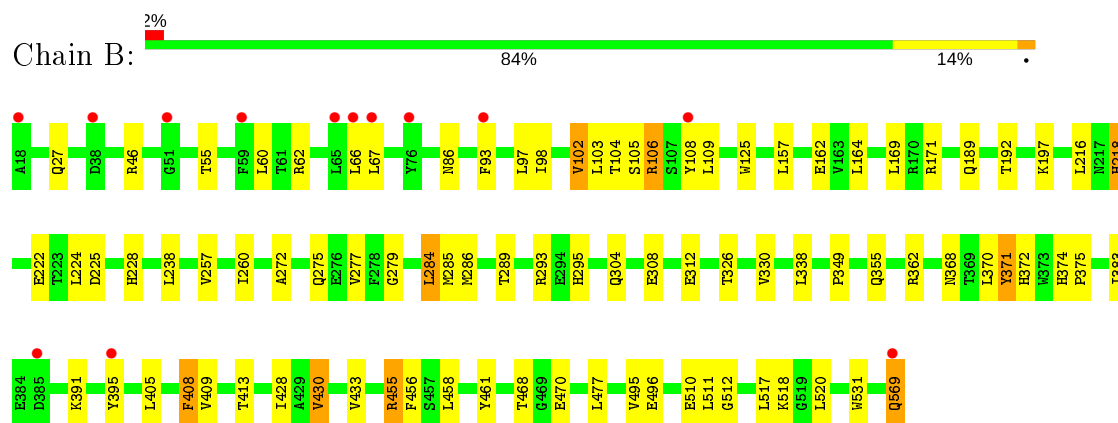 2%
Chain B:
84% 14% •
A18 Q27 D38 R46 G51 T55 F59 L60 T61 R62 L65 L66 L67 Y76 N86 F93 L97 I98 V102 L103 T104 S105 R106 S107 Y108 L109 W125 L157 E162 V163 L164 L169 R170 R171 Q189 T192 K197 L216 N217 H218
E222 T223 L224 D225 H228 L238 V257 I260 A272 Q275 E276 V277 F278 G279 L284 M285 M286 T289 R293 E294 H295 Q304 E308 E312 T326 V330 L338 P349 Q355 R362 N368 T369 L370 Y371 H372 W373 H374 P375
E384 D385 K391 Y395 L405 F408 V409 T413 I428 A429 V430 V433 R455 F456 S457 L458 Y461 T468 G469 E470 L477 V495 E496 E510 L511 G512 L517 K518 G519 L520 W531 Q569